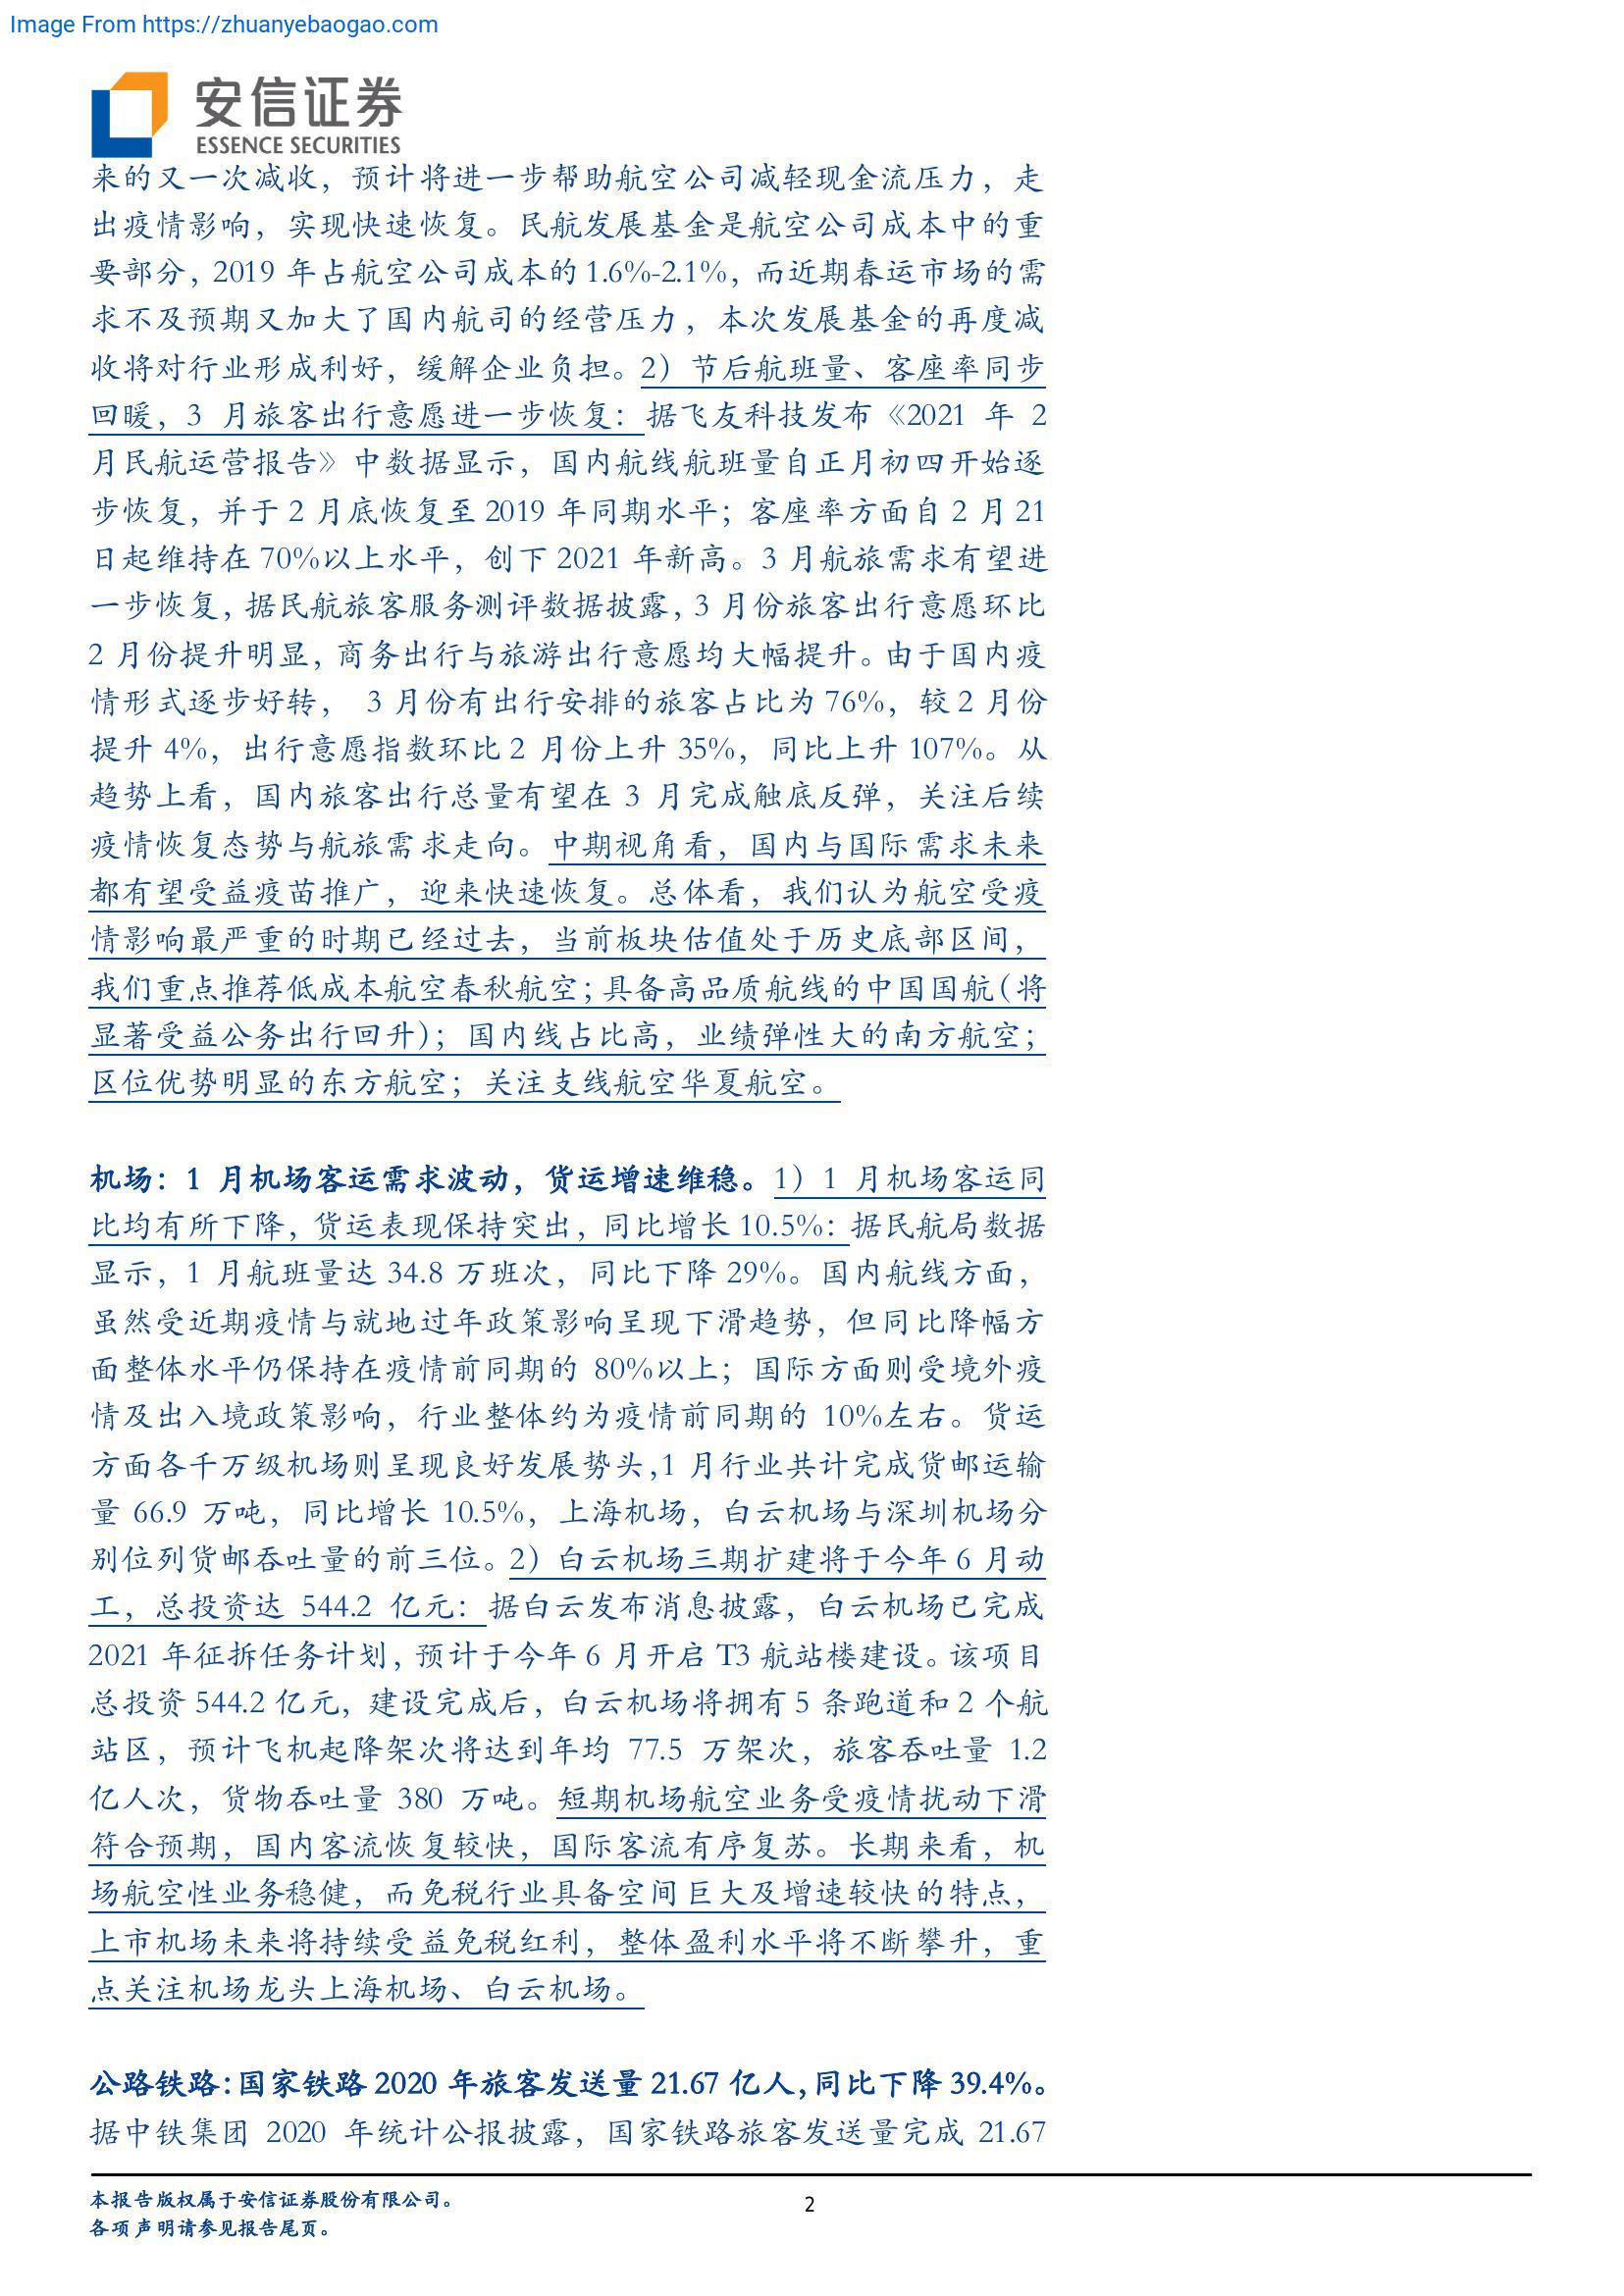 Image From https://zhuanyebaogao.com
安信证券
ESSENCE SECURITIES
来的又一次减收，预计将进一步帮助航空公司减轻现金流压力，走
出疫情影响，实现快速恢复。民航发展基金是航空公司成本中的重
要部分，2019 年占航空公司成本的 1.6%-2.1%，而近期春运市场的需
求不及预期又加大了国内航司的经营压力，本次发展基金的再度减
收将对行业形成利好，缓解企业负担。2）节后航班量、客座率同步
回暖，3 月旅客出行意愿进一步恢复：据飞友科技发布《2021 年 2
月民航运营报告》中数据显示，国内航线航班量自正月初四开始逐
步恢复，并于 2 月底恢复至 2019 年同期水平；客座率方面自 2 月 21
日起维持在 70%以上水平，创下 2021 年新高。3 月航旅需求有望进
一步恢复，据民航旅客服务测评数据披露，3 月份旅客出行意愿环比
2 月份提升明显，商务出行与旅游出行意愿均大幅提升。由于国内疫
情形式逐步好转， 3 月份有出行安排的旅客占比为 76%，较 2 月份
提升 4%，出行意愿指数环比 2 月份上升 35%，同比上升 107%。从
趋势上看，国内旅客出行总量有望在 3 月完成触底反弹，关注后续
疫情恢复态势与航旅需求走向。中期视角看，国内与国际需求未来
都有望受益疫苗推广，迎来快速恢复。总体看，我们认为航空受疫
情影响最严重的时期已经过去，当前板块估值处于历史底部区间，
我们重点推荐低成本航空春秋航空；具备高品质航线的中国国航（将
显著受益公务出行回升）；国内线占比高，业绩弹性大的南方航空；
区位优势明显的东方航空；关注支线航空华夏航空。
机场：1 月机场客运需求波动，货运增速维稳。1）1 月机场客运同
比均有所下降，货运表现保持突出，同比增长 10.5%：据民航局数据
显示，1 月航班量达 34.8 万班次，同比下降 29%。国内航线方面，
虽然受近期疫情与就地过年政策影响呈现下滑趋势，但同比降幅方
面整体水平仍保持在疫情前同期的 80%以上；国际方面则受境外疫
情及出入境政策影响，行业整体约为疫情前同期的 10%左右。货运
方面各千万级机场则呈现良好发展势头，1 月行业共计完成货邮运输
量 66.9 万吨，同比增长 10.5%，上海机场，白云机场与深圳机场分
别位列货邮吞吐量的前三位。2）白云机场三期扩建将于今年 6 月动
工，总投资达 544.2 亿元：据白云发布消息披露，白云机场已完成
2021 年征拆任务计划，预计于今年 6 月开启 T3 航站楼建设。该项目
总投资 544.2 亿元，建设完成后，白云机场将拥有 5 条跑道和 2 个航
站区，预计飞机起降架次将达到年均 77.5 万架次，旅客吞吐量 1.2
亿人次，货物吞吐量 380 万吨。短期机场航空业务受疫情扰动下滑
符合预期，国内客流恢复较快，国际客流有序复苏。长期来看，机
场航空性业务稳健，而免税行业具备空间巨大及增速较快的特点，
上市机场未来将持续受益免税红利，整体盈利水平将不断攀升，重
点关注机场龙头上海机场、白云机场。
公路铁路：国家铁路 2020 年旅客发送量 21.67 亿人，同比下降 39.4%。
据中铁集团 2020 年统计公报披露，国家铁路旅客发送量完成 21.67
本报告版权属于安信证券股份有限公司。
各项声明请参见报告尾页。
2